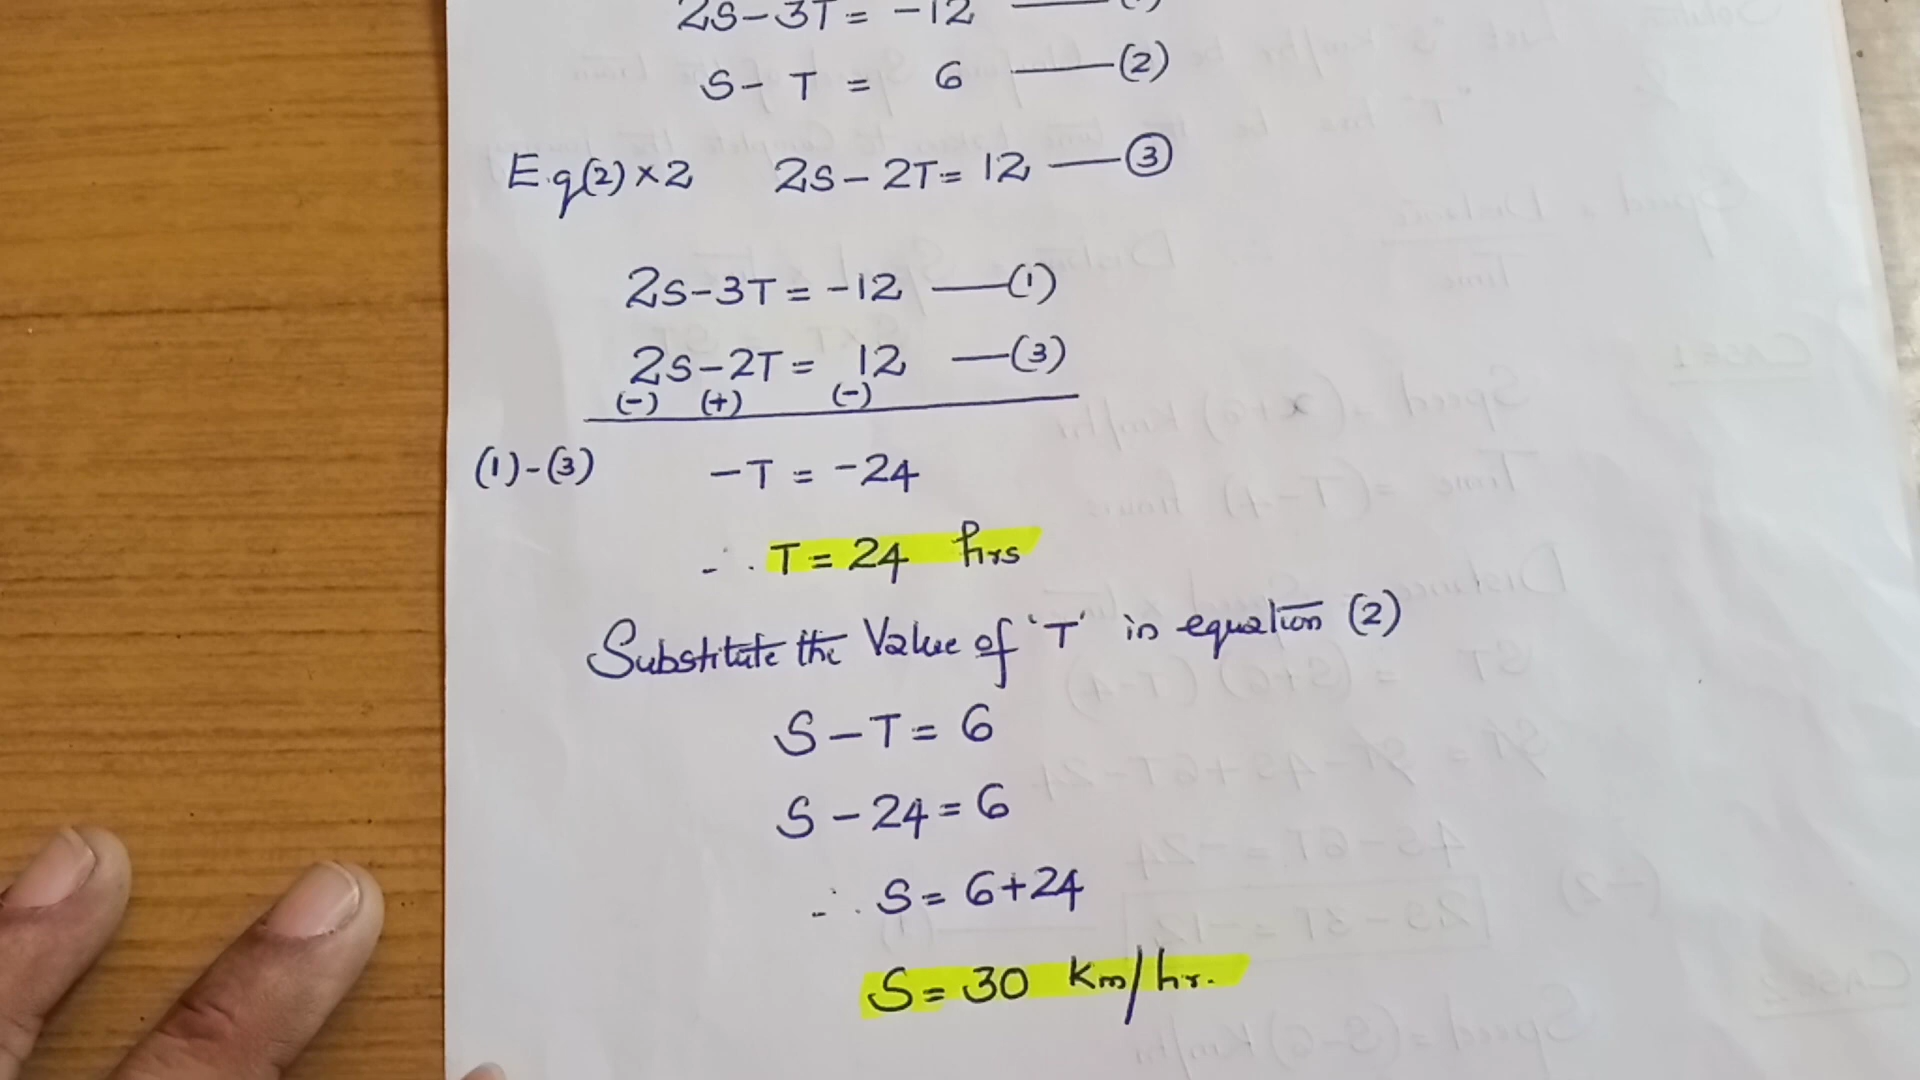 2S-3T = -12
S- T = 6 —(2)
E.q(2)×2 2S- 2T= 12 —③
2S-3T= -12 —(1)
2S-2T= 12 —(3)
(-) (+) (-)
(1)-(3) -T = -24
∴ T= 24 hrs
Substitute the Value of 'T' in equation (2)
S-T= 6
S- 24= 6
∴ S= 6+24
S= 30 Km/hr.